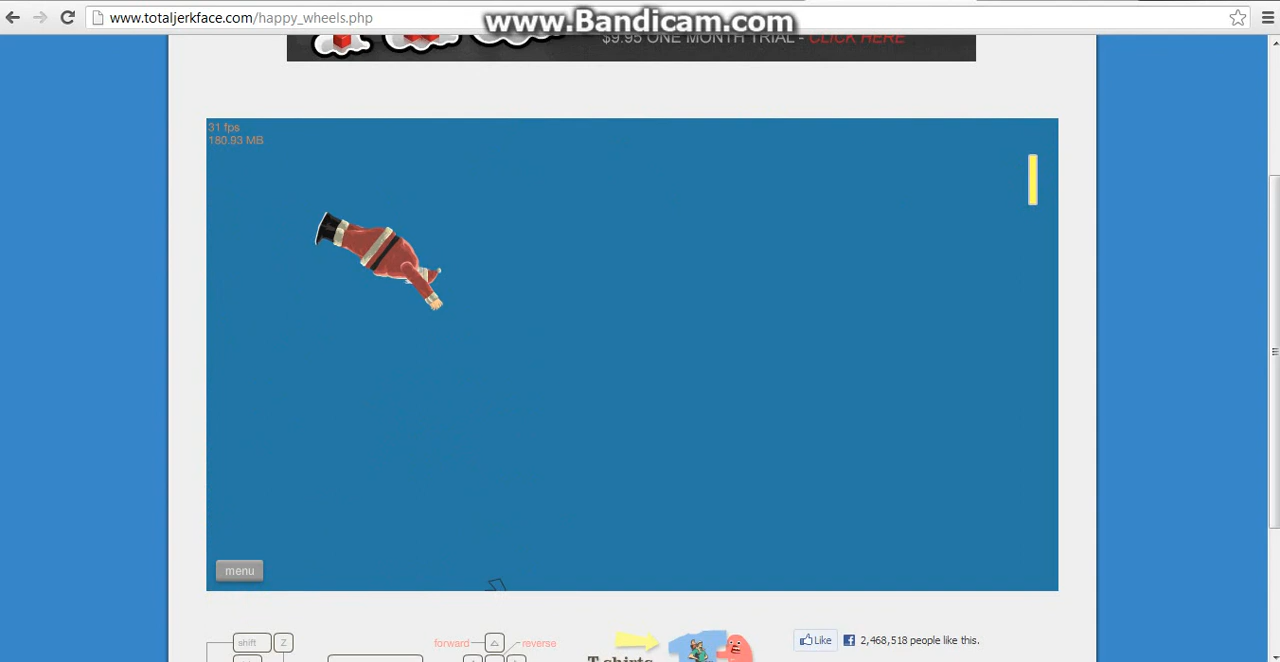 www.totaljerkface.com/happy_wheels.php
www.Bandicam.com
$9.95 ONE MONTH TRIAL - CLICK HERE
31 fps
180.93 MB
menu
shift Z
forward
reverse
T-shirts
Like
2,468,518 people like this.